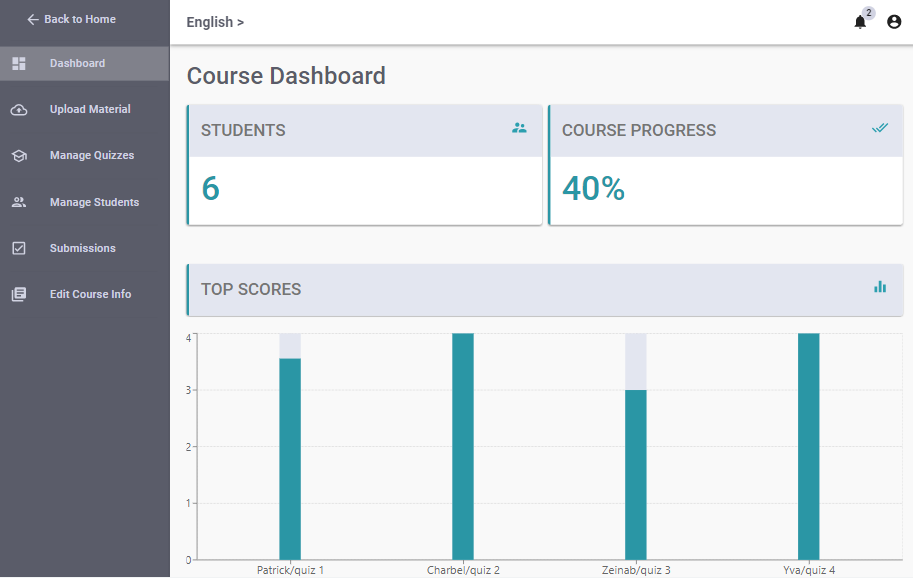 Back to Home
Dashboard
Upload Material
Manage Quizzes
Manage Students
Submissions
Edit Course Info
English >
2
Course Dashboard
STUDENTS
6
COURSE PROGRESS
40%
TOP SCORES
4
3
2
1
0
Patrick/quiz 1
Charbel/quiz 2
Zeinab/quiz 3
Yva/quiz 4